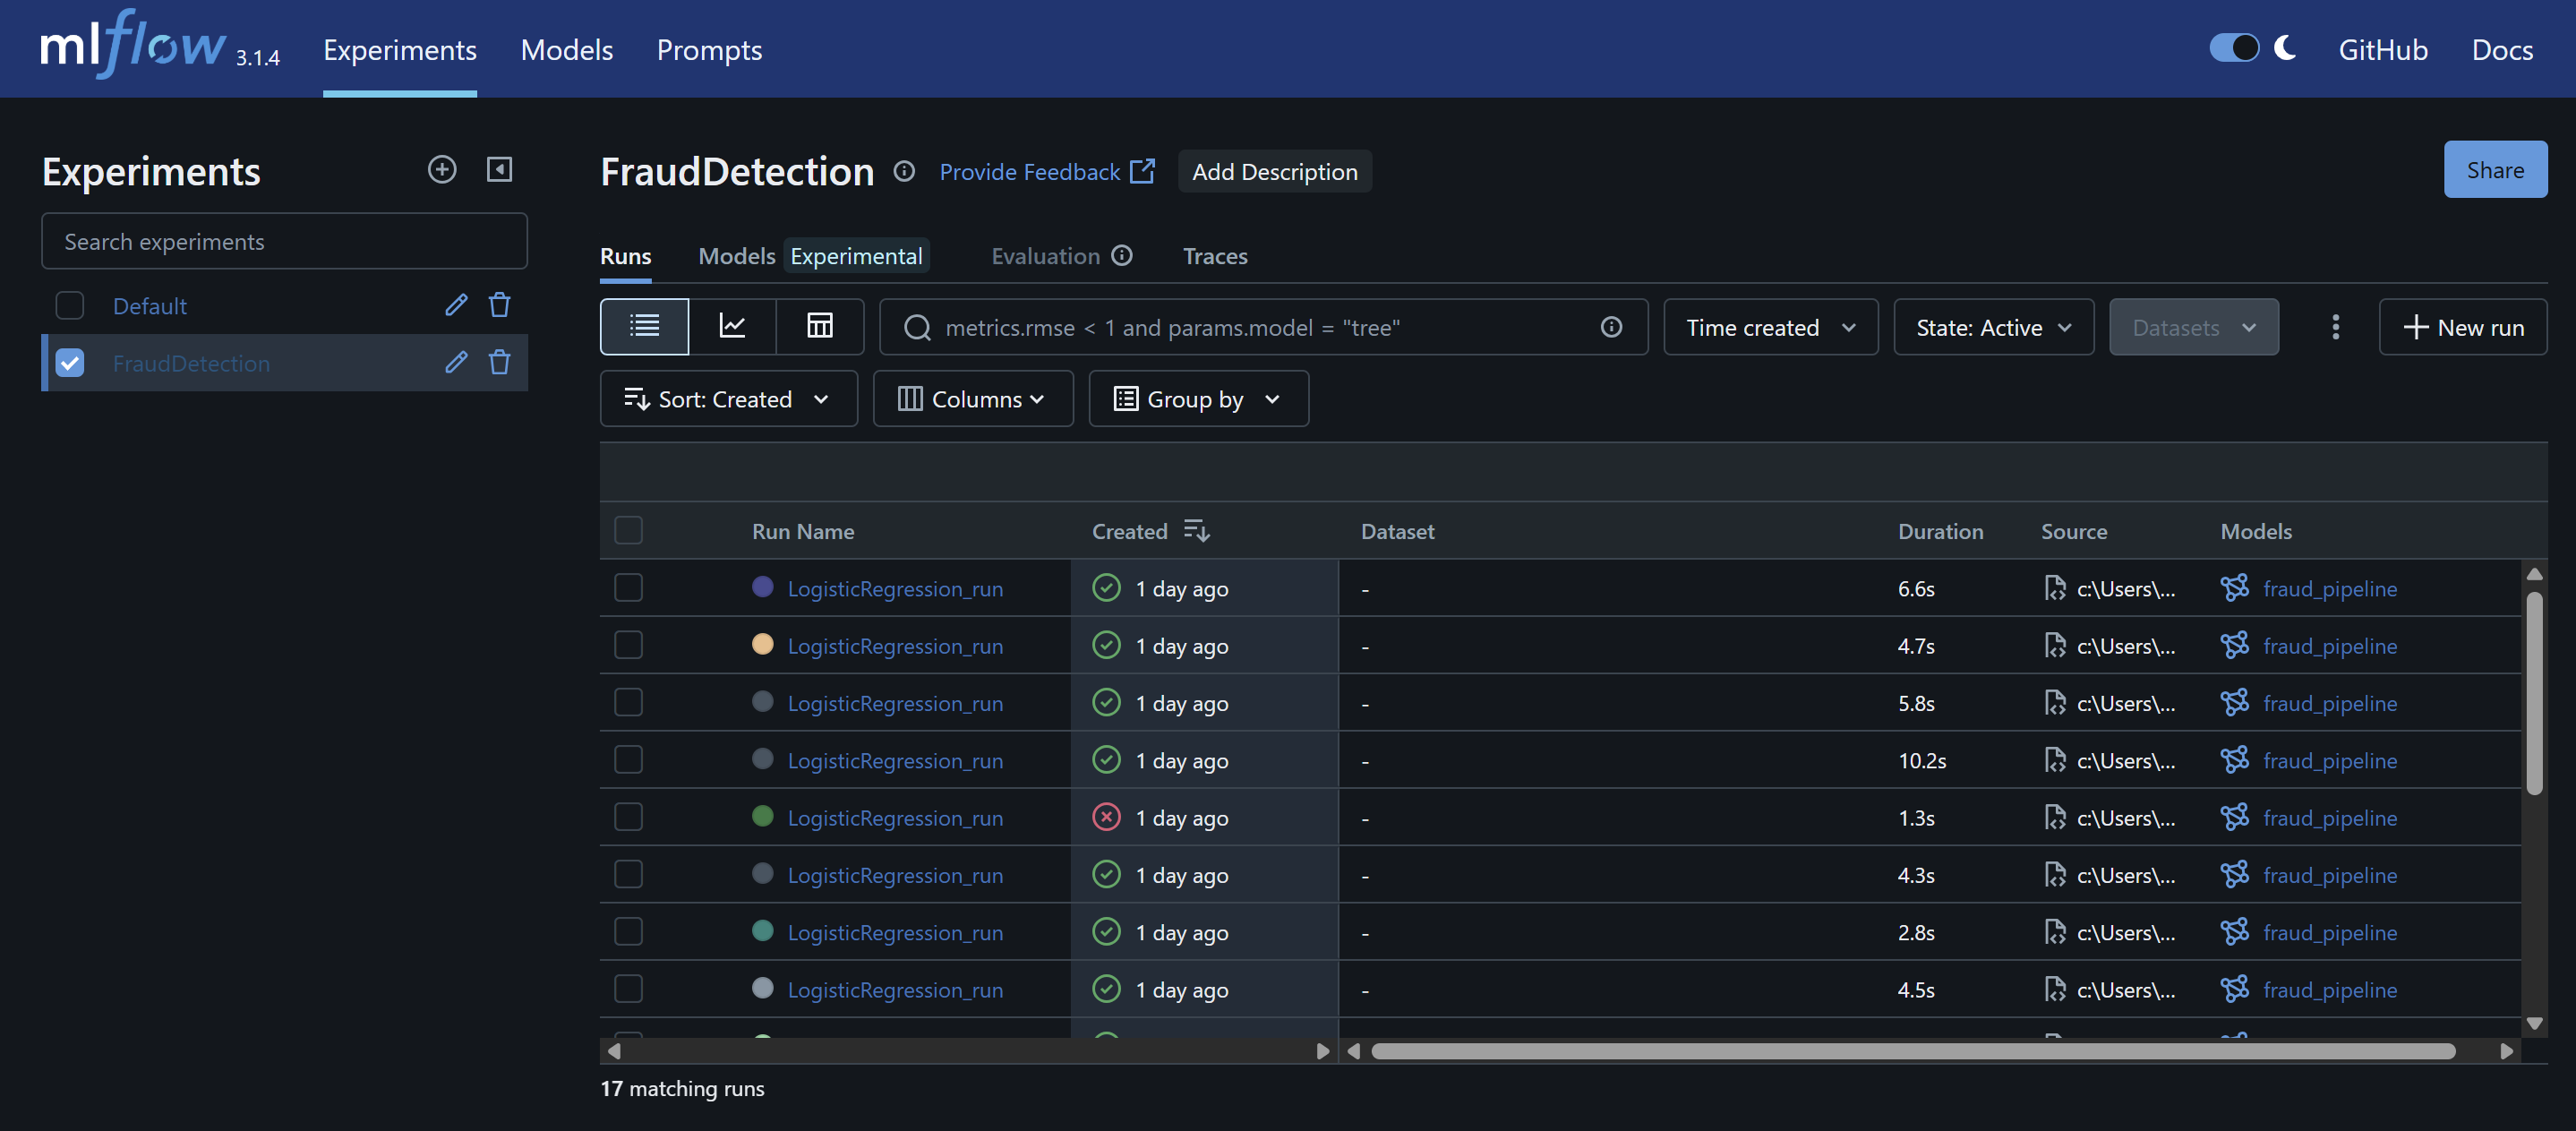 mlflow 3.1.4 Experiments Models Prompts GitHub Docs
Experiments
Search experiments
Default
FraudDetection
FraudDetection Provide Feedback Add Description Share
Runs Models Experimental Evaluation Traces
metrics.rmse < 1 and params.model = "tree" Time created State: Active Datasets New run
Sort: Created Columns Group by
Run Name Created Dataset Duration Source Models
LogisticRegression_run 1 day ago - 6.6s c:\Users\... fraud_pipeline
LogisticRegression_run 1 day ago - 4.7s c:\Users\... fraud_pipeline
LogisticRegression_run 1 day ago - 5.8s c:\Users\... fraud_pipeline
LogisticRegression_run 1 day ago - 10.2s c:\Users\... fraud_pipeline
LogisticRegression_run 1 day ago - 1.3s c:\Users\... fraud_pipeline
LogisticRegression_run 1 day ago - 4.3s c:\Users\... fraud_pipeline
LogisticRegression_run 1 day ago - 2.8s c:\Users\... fraud_pipeline
LogisticRegression_run 1 day ago - 4.5s c:\Users\... fraud_pipeline
17 matching runs